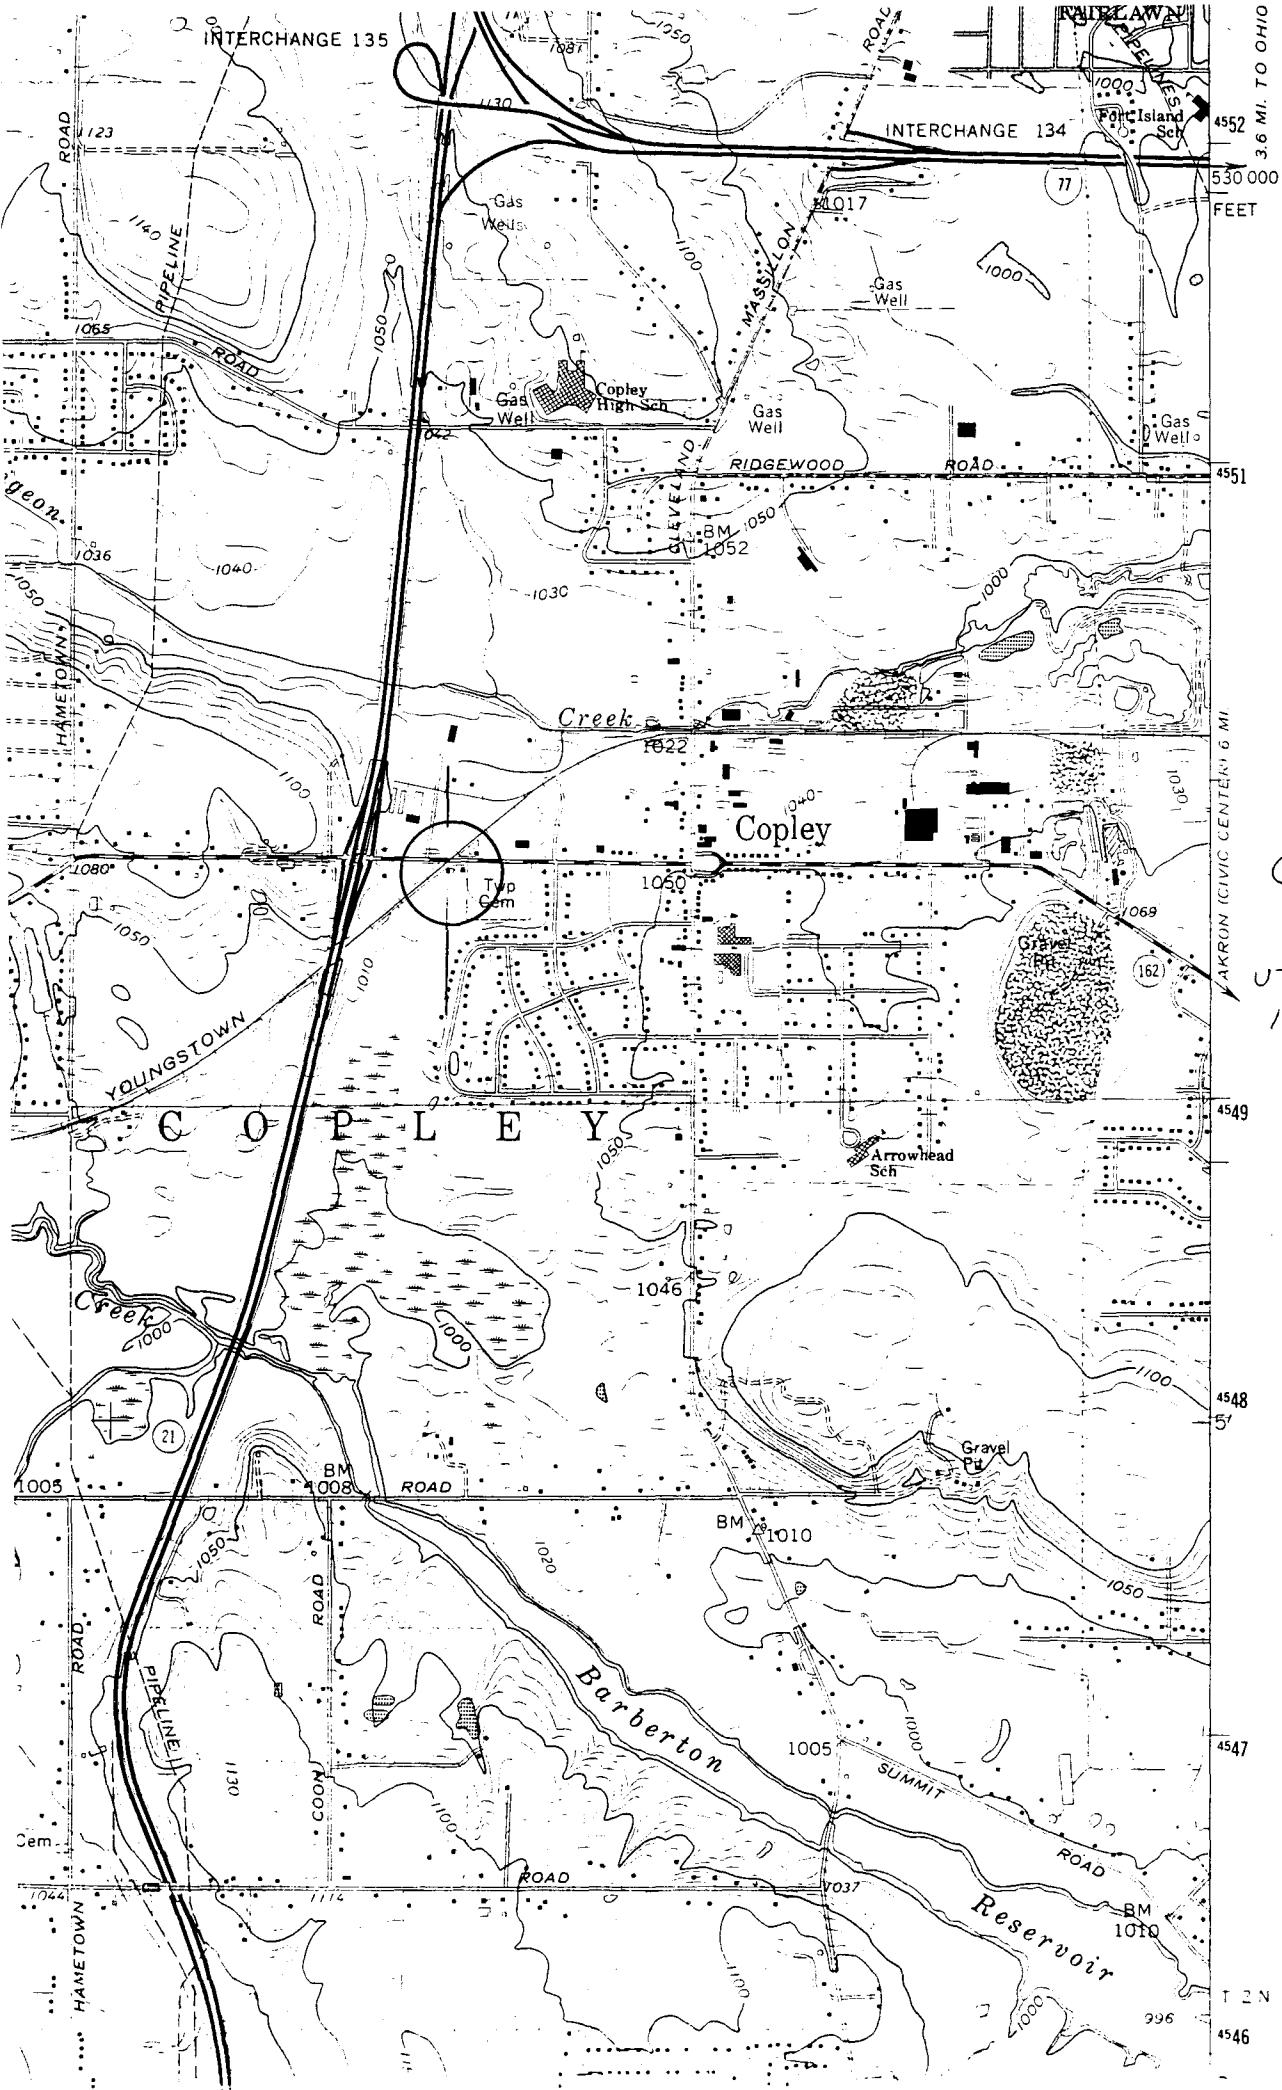 FAIRLAWN
INTERCHANGE 135
1081
1050
ROAD
PIPELINES
3.6 MI. TO OHIO
1130
1000
Fort Island
Sch
4552
ROAD
1123
INTERCHANGE 134
77
530 000
FEET
Gas
Wells
1017
1140
PIPELINE
1100
MASSILLON
1000
Gas
Well
1065
ROAD
1050
Copley
High Sch
Gas
Well
Gas
Well
Gas
Well
1042
RIDGEWOOD
ROAD
4551
CLEVELAND
geon
BM
1052
1050
1036
1040
1030
1000
1050
HAMETOWN
Creek
1022
1100
1040
1030
AKRON (CIVIC CENTER) 6 MI.
Copley
1080
1050
Twp
Cem
1069
1050
1010
Gravel
Pit
162
YOUNGSTOWN
COPLEY
4549
1050
Arrowhead
Sch
1046
Creek
1000
1000
1100
4548
21
5'
Gravel
Pit
1005
BM
1008
ROAD
BM
1010
1050
1020
1050
ROAD
ROAD
PIPELINE
Barberton
1000
1005
4547
SUMMIT
1130
COON
1100
Cem
ROAD
ROAD
1044
1114
1037
HAMETOWN
Reservoir
BM
1010
1100
1000
996
T 2 N
4546